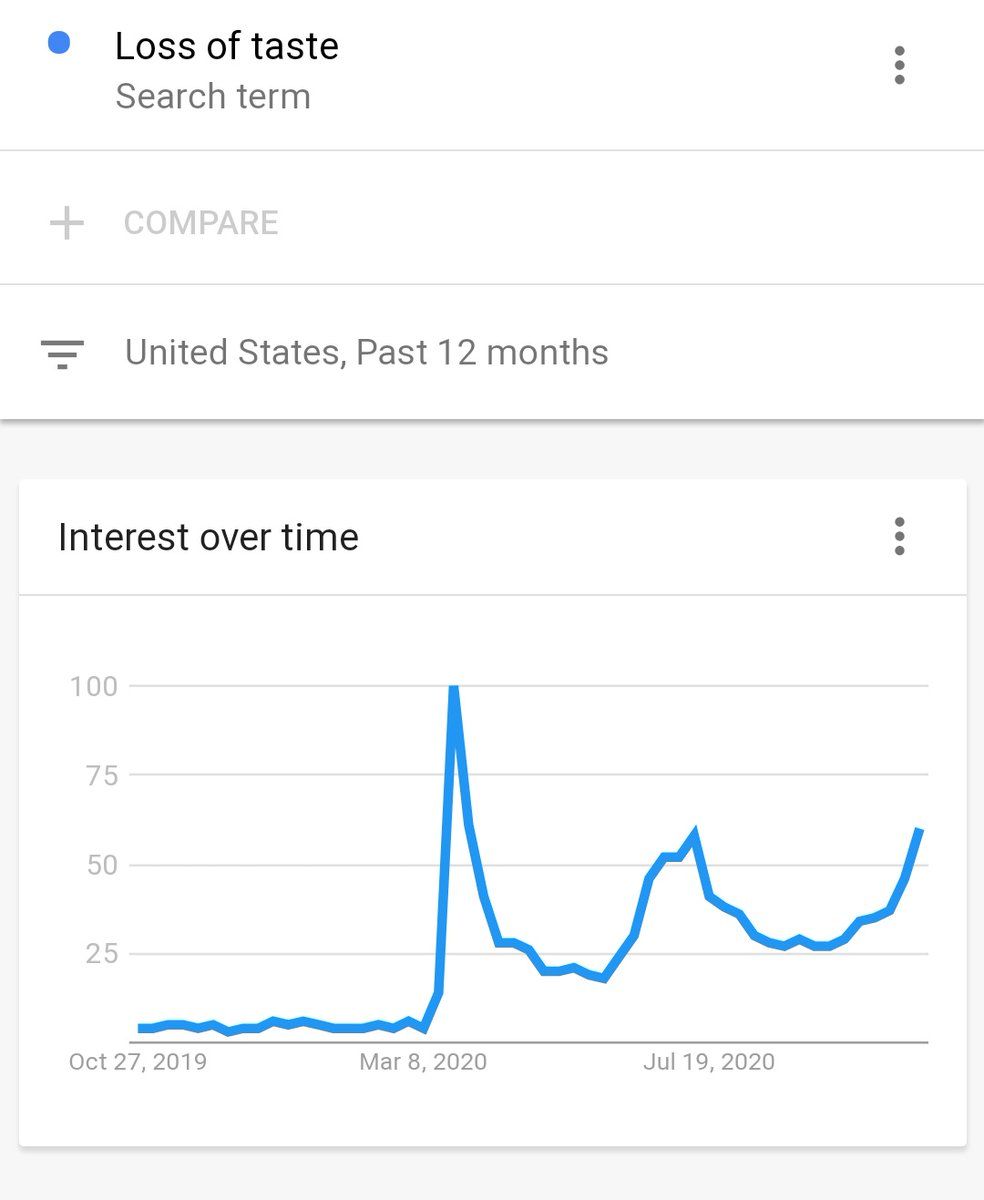 Loss of taste
Search term
COMPARE
United States, Past 12 months
Interest over time
100
75
50
25
Oct 27, 2019 Mar 8, 2020 Jul 19, 2020